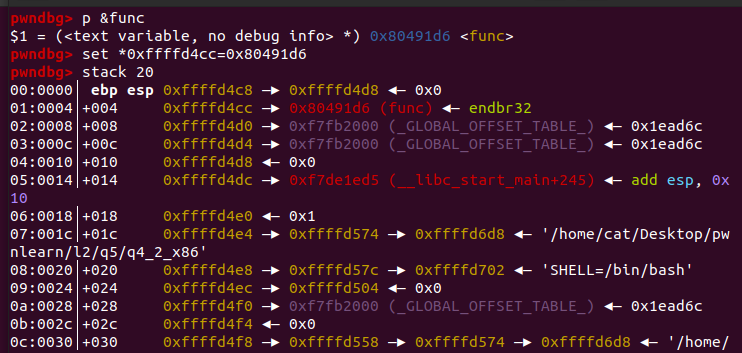 pwndbg> p &func
$1 = (<text variable, no debug info> *) 0x80491d6 <func>
pwndbg> set *0xffffd4cc=0x80491d6
pwndbg> stack 20
00:0000│ ebp esp 0xffffd4c8 —▸ 0xffffd4d8 ◂— 0x0
01:0004│ +004 0xffffd4cc —▸ 0x80491d6 (func) ◂— endbr32
02:0008│ +008 0xffffd4d0 —▸ 0xf7fb2000 (_GLOBAL_OFFSET_TABLE_) ◂— 0x1ead6c
03:000c│ +00c 0xffffd4d4 —▸ 0xf7fb2000 (_GLOBAL_OFFSET_TABLE_) ◂— 0x1ead6c
04:0010│ +010 0xffffd4d8 ◂— 0x0
05:0014│ +014 0xffffd4dc —▸ 0xf7de1ed5 (__libc_start_main+245) ◂— add esp, 0x
10
06:0018│ +018 0xffffd4e0 ◂— 0x1
07:001c│ +01c 0xffffd4e4 —▸ 0xffffd574 —▸ 0xffffd6d8 ◂— '/home/cat/Desktop/pw
nlearn/l2/q5/q4_2_x86'
08:0020│ +020 0xffffd4e8 —▸ 0xffffd57c —▸ 0xffffd702 ◂— 'SHELL=/bin/bash'
09:0024│ +024 0xffffd4ec —▸ 0xffffd504 ◂— 0x0
0a:0028│ +028 0xffffd4f0 —▸ 0xf7fb2000 (_GLOBAL_OFFSET_TABLE_) ◂— 0x1ead6c
0b:002c│ +02c 0xffffd4f4 ◂— 0x0
0c:0030│ +030 0xffffd4f8 —▸ 0xffffd558 —▸ 0xffffd574 —▸ 0xffffd6d8 ◂— '/home/